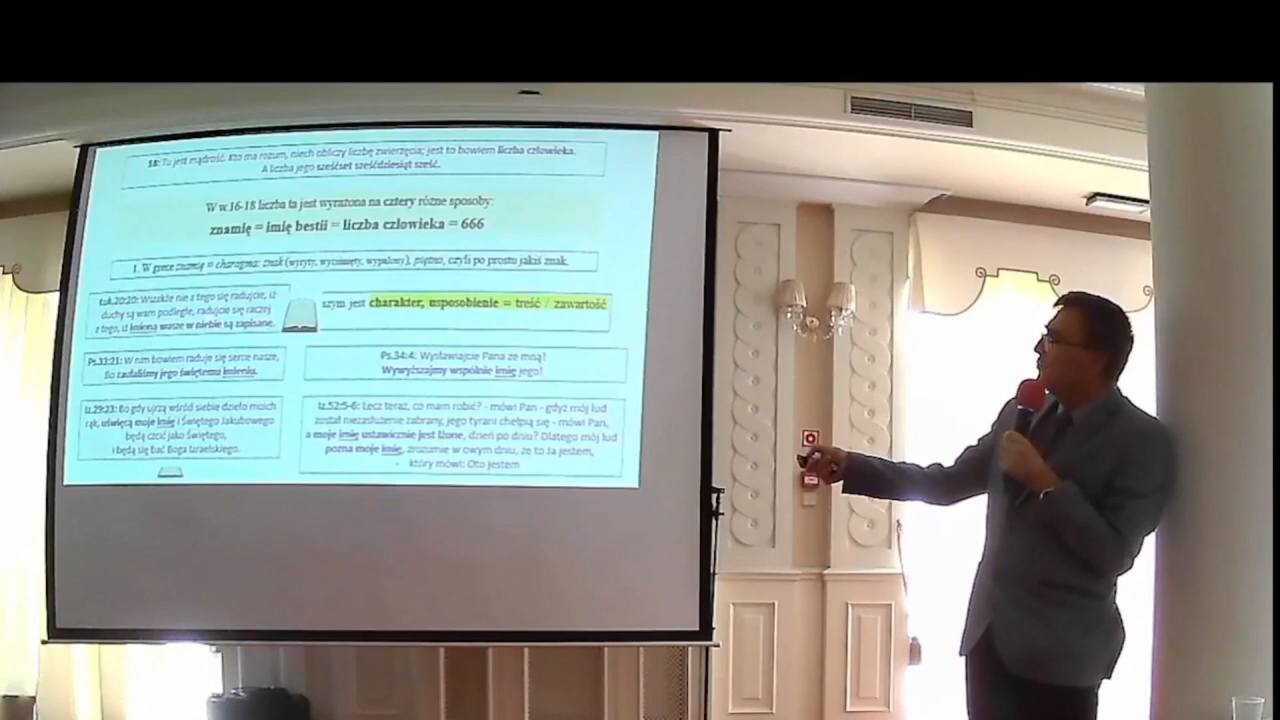 18: Tu jest mądrość. Kto ma rozum, niech obliczy liczbę zwierzęcia; jest to bowiem liczba człowieka.
A liczba jego sześćset sześćdziesiąt sześć.
W w.16-18 liczba ta jest wyrażona na cztery różne sposoby:
znamię = imię bestii = liczba człowieka = 666
1. W grece znamię = charagma: znak (wyryty, wycinięty, wypalony), piętno, czyli po prostu jakiś znak.
Łuk.20:20: Wszakże nie z tego się radujcie, iż
duchy są wam podległe, radujcie się raczej
z tego, iż imiona wasze w niebie są zapisane.
szym jest charakter, usposobienie = treść / zawartość
Ps.33:21: W nim bowiem raduje się serce nasze,
Bo zaufaliśmy jego świętemu imieniu.
Ps.34:4: Wysławiajcie Pana ze mną!
Wywyższajmy wspólnie imię jego!
Iz.29:23: Bo gdy ujrzą wśród siebie dzieło moich
rąk, uświęcą moje imię i Świętego Jakubowego
będą czcić jako Świętego,
i będą się bać Boga Izraelskiego.
Iz.52:5-6: Lecz teraz, co mam robić? - mówi Pan - gdyż mój lud
został niezasłużenie zabrany, jego tyrani chełpią się - mówi Pan,
a moje imię ustawicznie jest lżone, dzień po dniu? Dlatego mój lud
pozna moje imię, zrozumie w owym dniu, że to Ja jestem,
- który mówi: Oto jestem